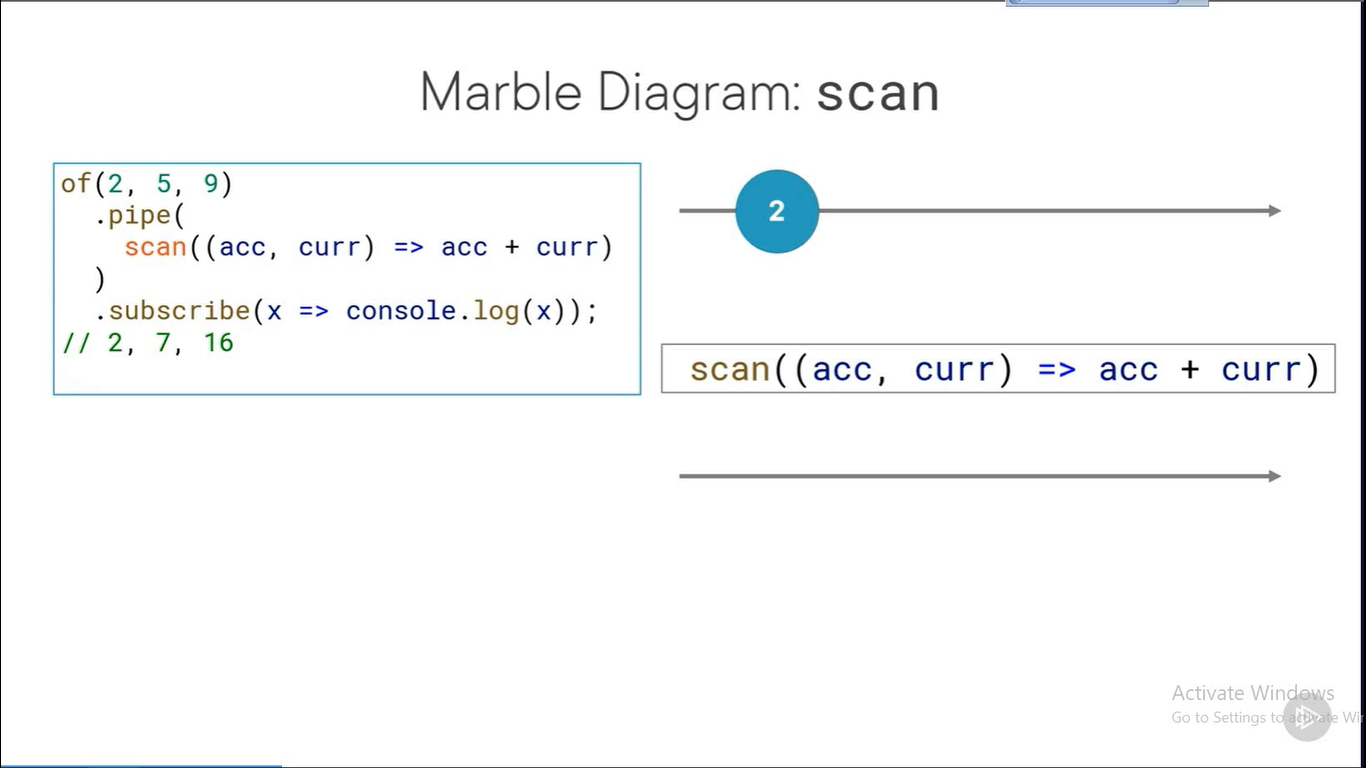 Marble Diagram: scan
of(2, 5, 9)
.pipe(
scan((acc, curr) => acc + curr)
)
.subscribe(x => console.log(x));
// 2, 7, 16
2
scan((acc, curr) => acc + curr)
Activate Windows
Go to Settings to activate Wi